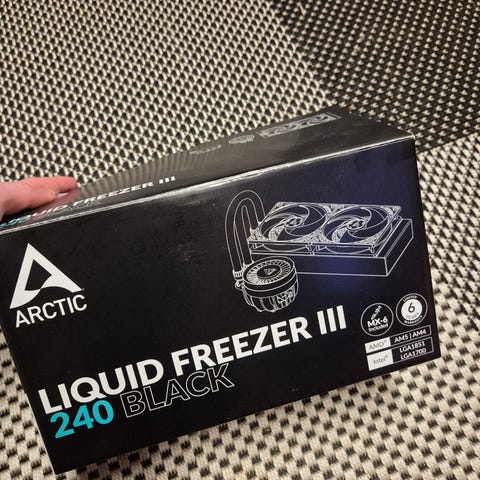 LIQUID FREEZER III
ARCTIC
LIQUID FREEZER III
240 BLACK
MX-6
included
6
AMD AM5 | AM4
Intel® LGA1851
LGA1700